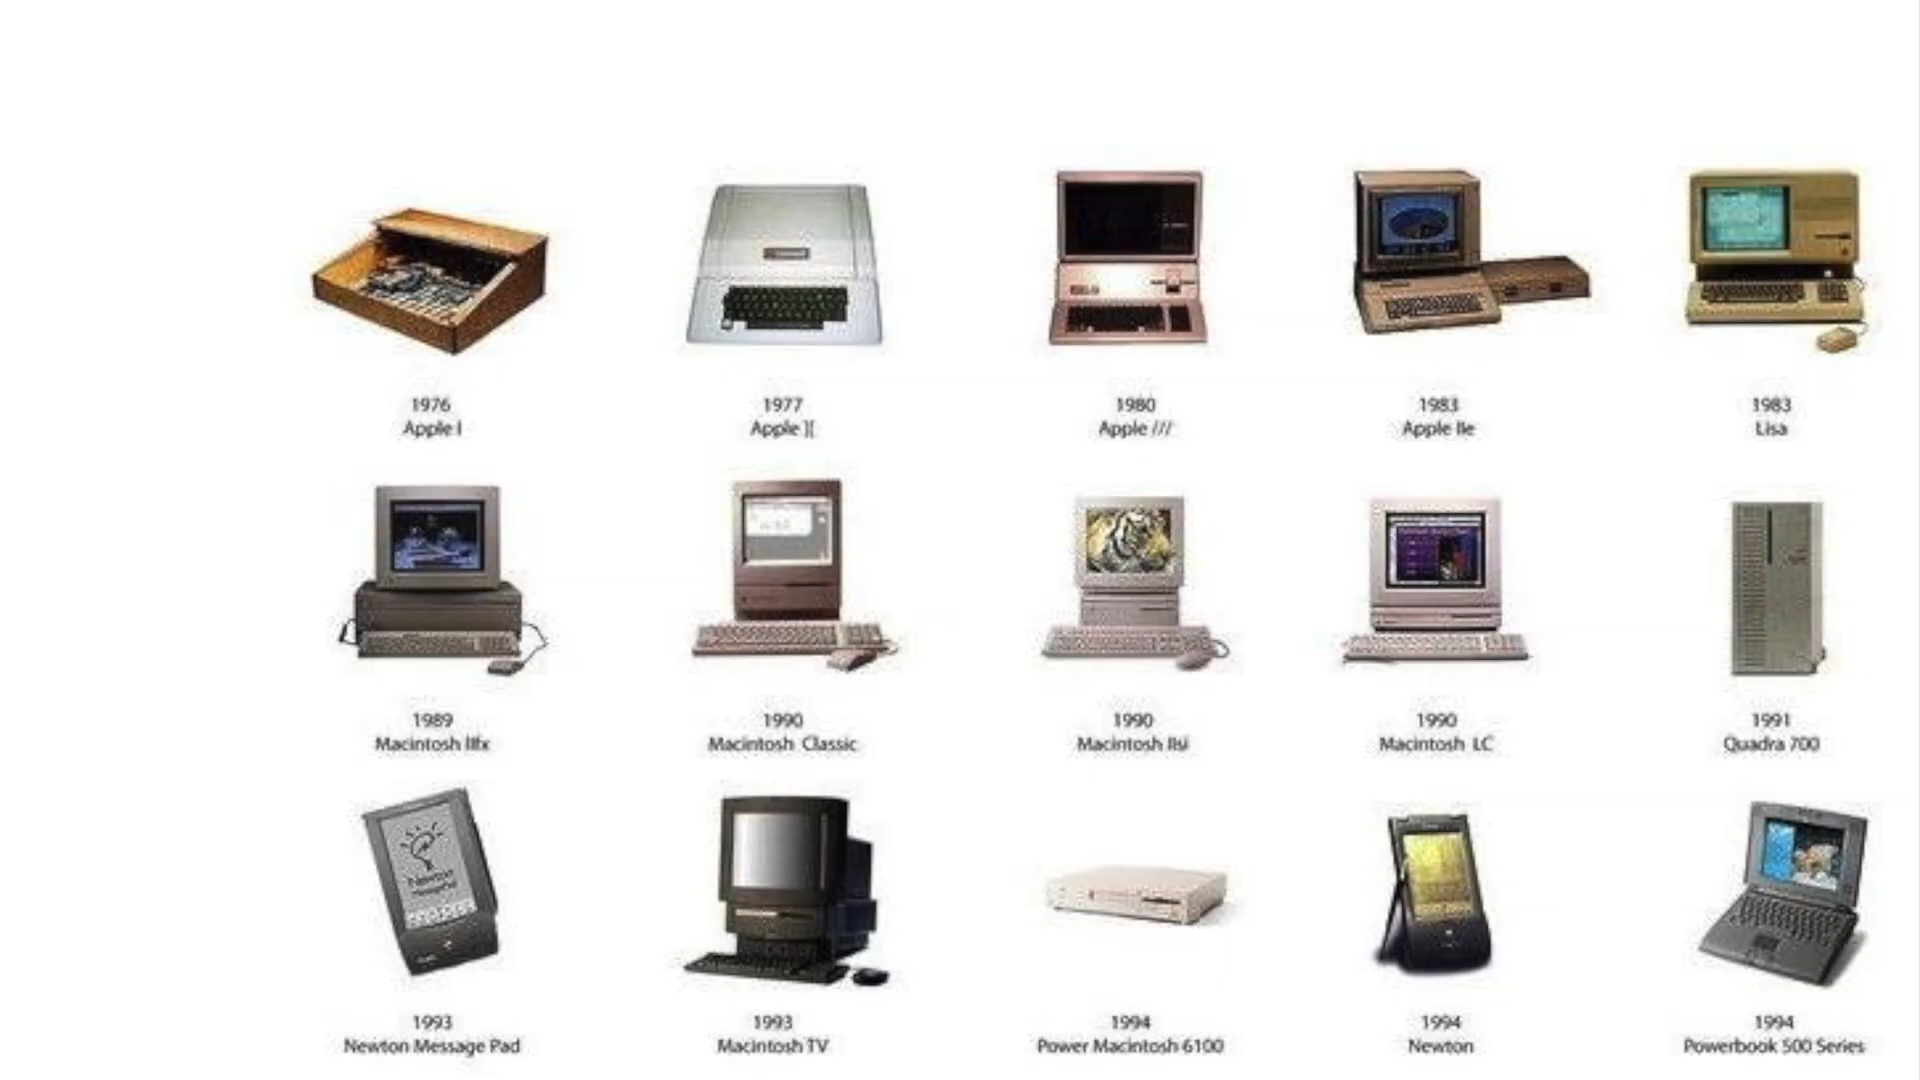 1976
Apple I
1977
Apple ][
1980
Apple ///
1983
Apple IIe
1983
Lisa
1989
Macintosh IIfx
1990
Macintosh Classic
1990
Macintosh IIsi
1990
Macintosh LC
1991
Quadra 700
Newton
1993
Newton Message Pad
1993
Macintosh TV
1994
Power Macintosh 6100
1994
Newton
1994
Powerbook 500 Series